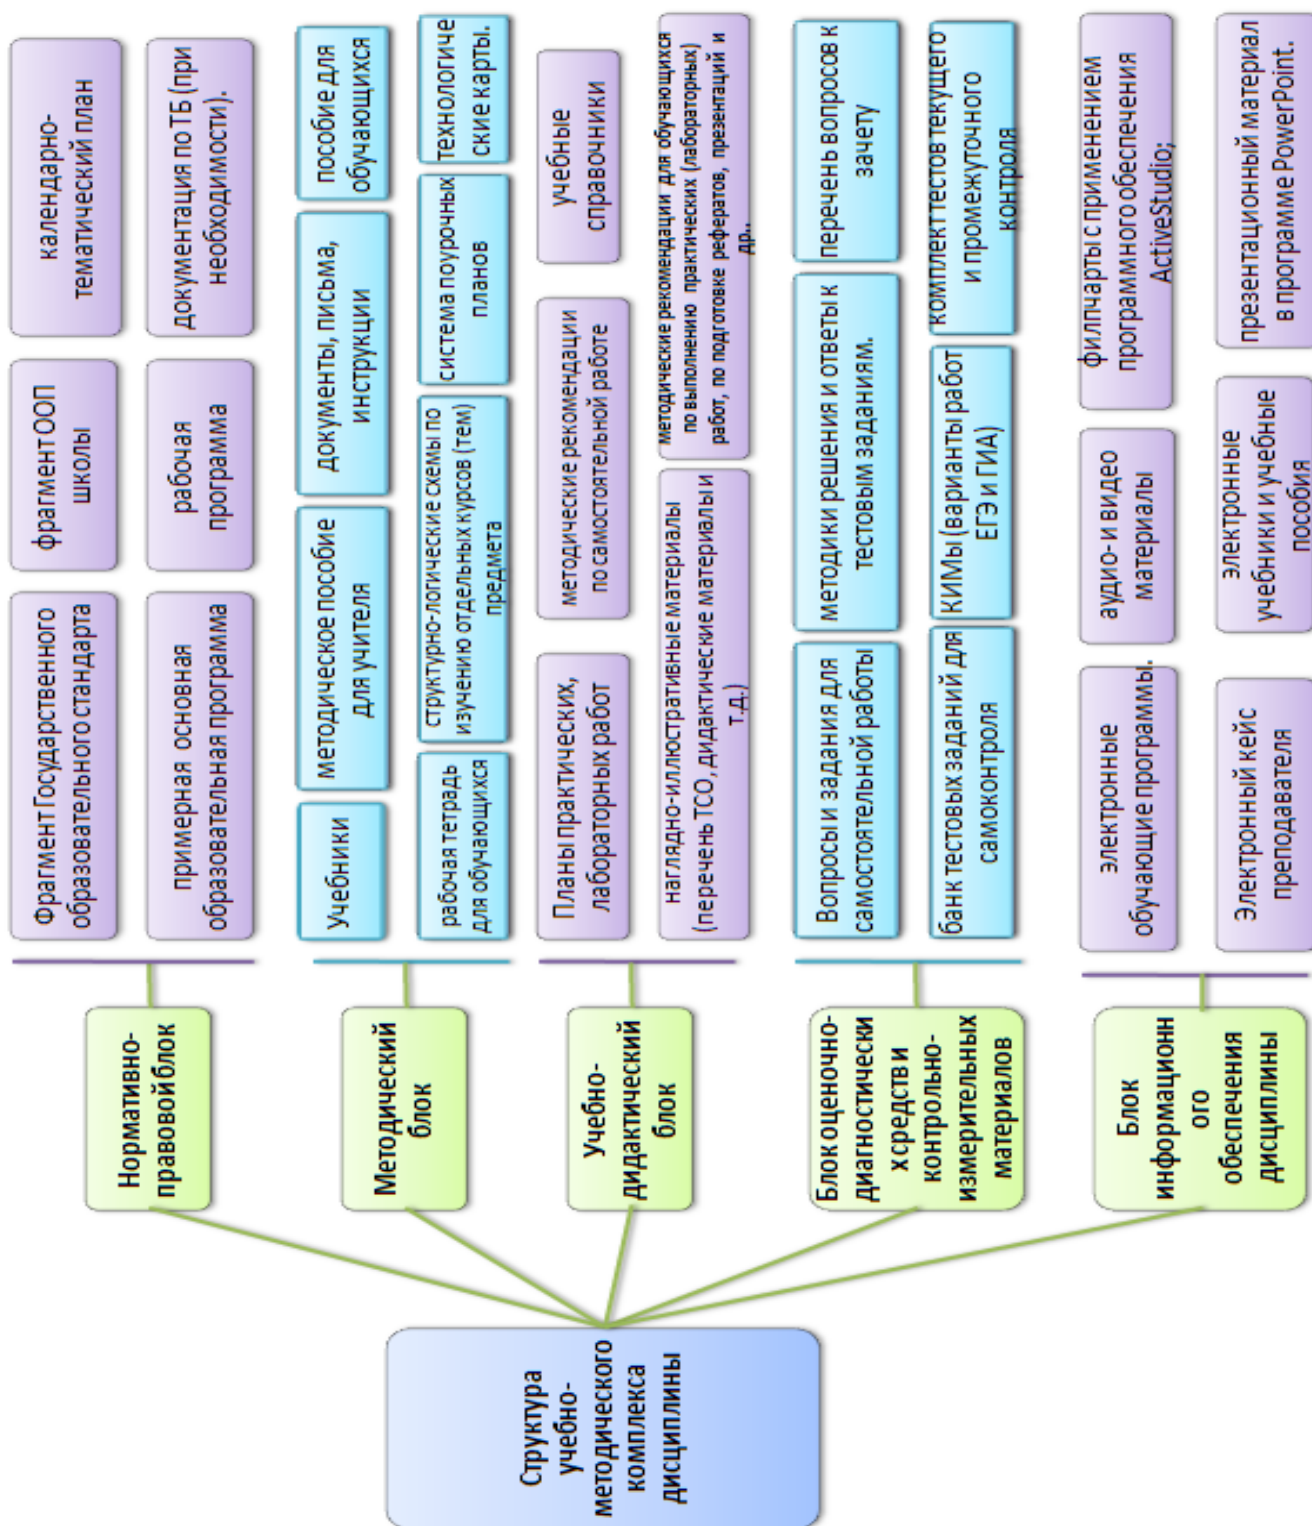 Структура
учебно-
методического
комплекса
дисциплины
Нормативно-
правовой блок
Фрагмент Государственного
образовательного стандарта
фрагмент ООП
школы
календарно-
тематический план
примерная основная
образовательная программа
рабочая
программа
документация по ТБ (при
необходимости).
Методический
блок
Учебники
методическое пособие
для учителя
документы, письма,
инструкции
пособие для
обучающихся
рабочая тетрадь
для обучающихся
структурно-логические схемы по
изучению отдельных курсов (тем)
предмета
система поурочных
планов
технологиче
ские карты.
Учебно-
дидактический
блок
Планы практических,
лабораторных работ
методические рекомендации
по самостоятельной работе
учебные
справочники
наглядно-иллюстративные материалы
(перечень ТСО, дидактические материалы и
т.д.)
методические рекомендации для обучающихся
по выполнению практических (лабораторных)
работ, по подготовке рефератов, презентаций и
др..
Блок оценочно-
диагностически
х средств и
контрольно-
измерительных
материалов
Вопросы и задания для
самостоятельной работы
методики решения и ответы к
тестовым заданиям.
перечень вопросов к
зачету
банк тестовых заданий для
самоконтроля
КИМы (варианты работ
ЕГЭ и ГИА)
комплект тестов текущего
и промежуточного
контроля
Блок
информационн
ого
обеспечения
дисциплины
электронные
обучающие программы.
аудио- и видео
материалы
филпчарты с применением
программного обеспечения
ActiveStudio;
Электронный кейс
преподавателя
электронные
учебники и учебные
пособия
презентационный материал
в программе PowerPoint.